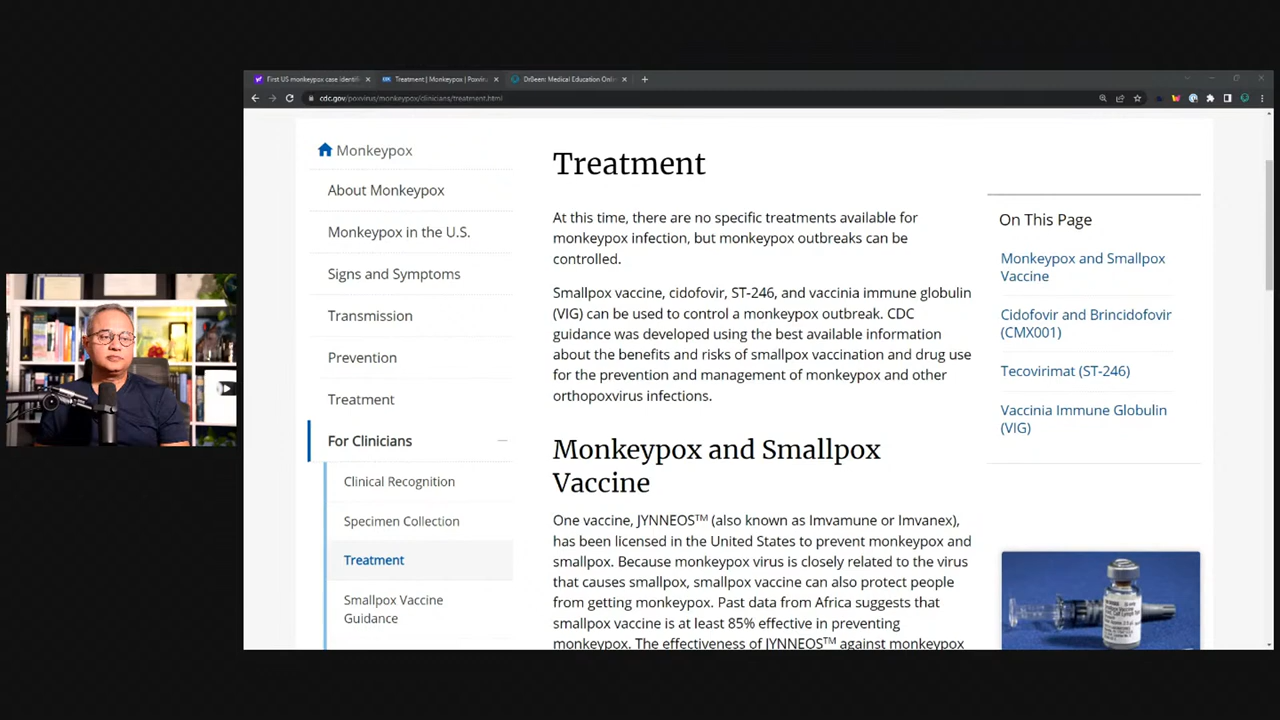 First US monkeypox case identifi
Treatment | Monkeypox | Poxvi
DrBeen: Medical Education Onl
cdc.gov/poxvirus/monkeypox/clinicians/treatment.html
Monkeypox
About Monkeypox
Monkeypox in the U.S.
Signs and Symptoms
Transmission
Prevention
Treatment
For Clinicians
Clinical Recognition
Specimen Collection
Treatment
Smallpox Vaccine
Guidance
Treatment
At this time, there are no specific treatments available for
monkeypox infection, but monkeypox outbreaks can be
controlled.
Smallpox vaccine, cidofovir, ST-246, and vaccinia immune globulin
(VIG) can be used to control a monkeypox outbreak. CDC
guidance was developed using the best available information
about the benefits and risks of smallpox vaccination and drug use
for the prevention and management of monkeypox and other
orthopoxvirus infections.
Monkeypox and Smallpox
Vaccine
One vaccine, JYNNEOS™ (also known as Imvamune or Imvanex),
has been licensed in the United States to prevent monkeypox and
smallpox. Because monkeypox virus is closely related to the virus
that causes smallpox, smallpox vaccine can also protect people
from getting monkeypox. Past data from Africa suggests that
smallpox vaccine is at least 85% effective in preventing
monkeypox. The effectiveness of JYNNEOS™ against monkeypox
On This Page
Monkeypox and Smallpox
Vaccine
Cidofovir and Brincidofovir
(CMX001)
Tecovirimat (ST-246)
Vaccinia Immune Globulin
(VIG)